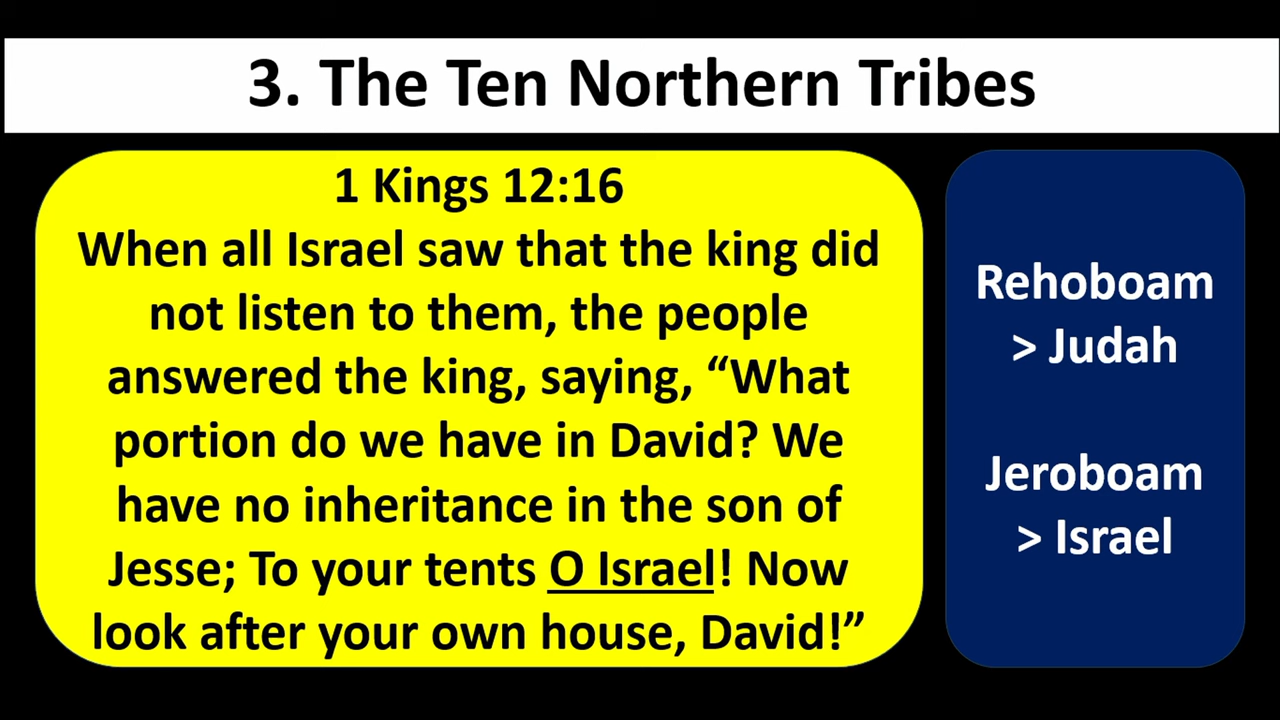 3. The Ten Northern Tribes
1 Kings 12:16
When all Israel saw that the king did
not listen to them, the people
answered the king, saying, “What
portion do we have in David? We
have no inheritance in the son of
Jesse; To your tents O Israel! Now
look after your own house, David!”
Rehoboam
> Judah
Jeroboam
> Israel